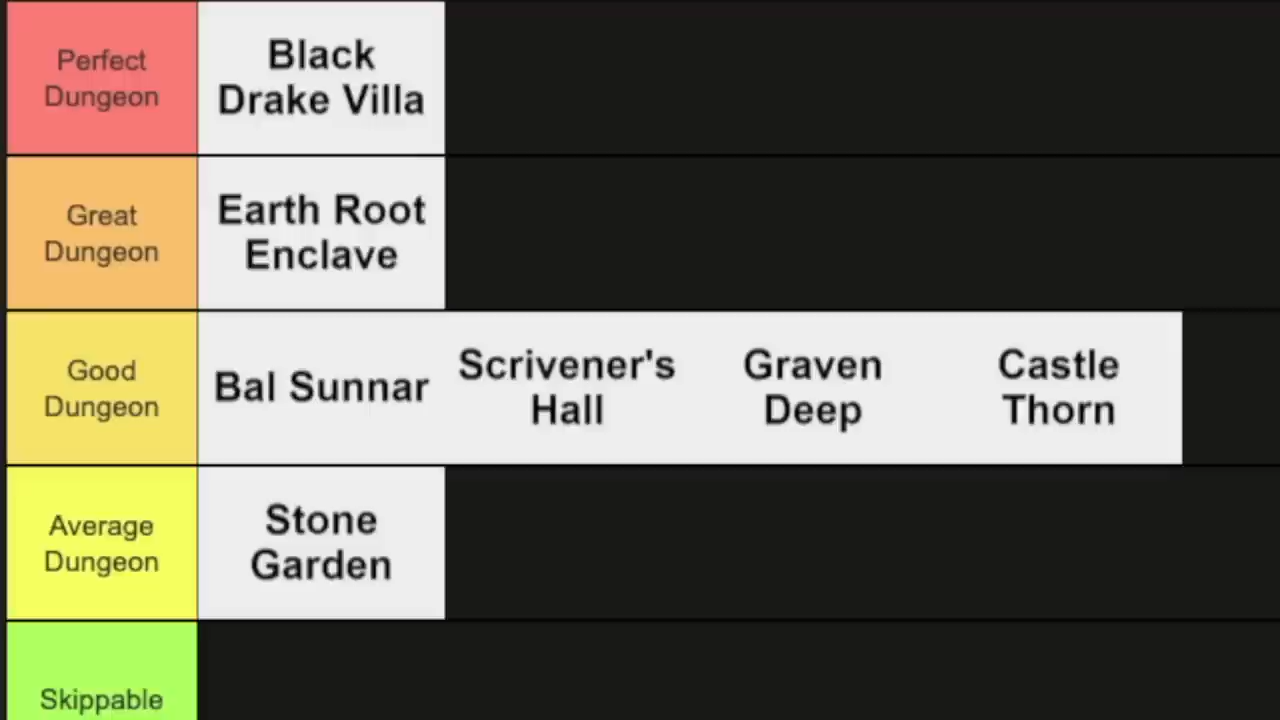 Perfect
Dungeon
Black
Drake Villa
Great
Dungeon
Earth Root
Enclave
Good
Dungeon
Bal Sunnar
Scrivener's
Hall
Graven
Deep
Castle
Thorn
Average
Dungeon
Stone
Garden
Skippable